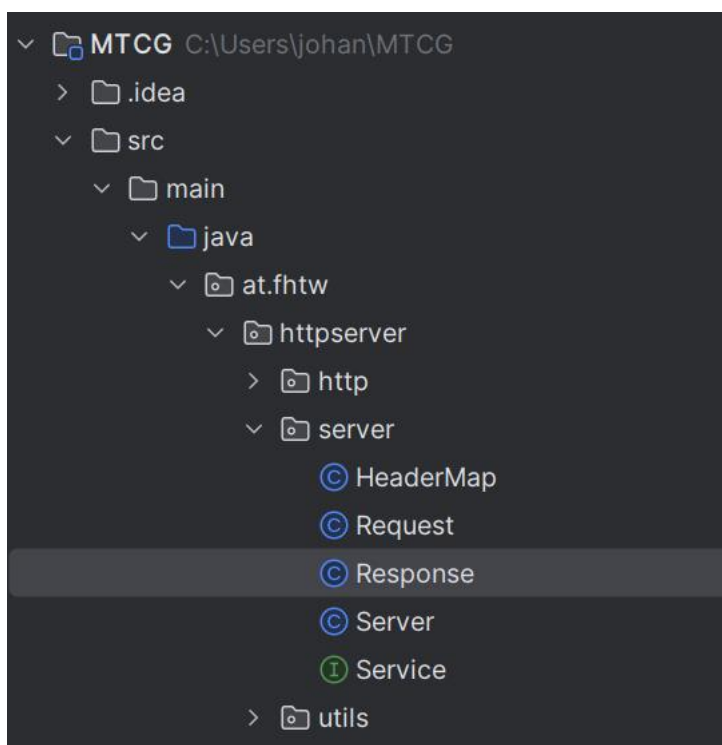 MTCG C:\Users\johan\MTCG
.idea
src
main
java
at.fhtw
httpserver
http
server
C HeaderMap
C Request
C Response
C Server
I Service
utils